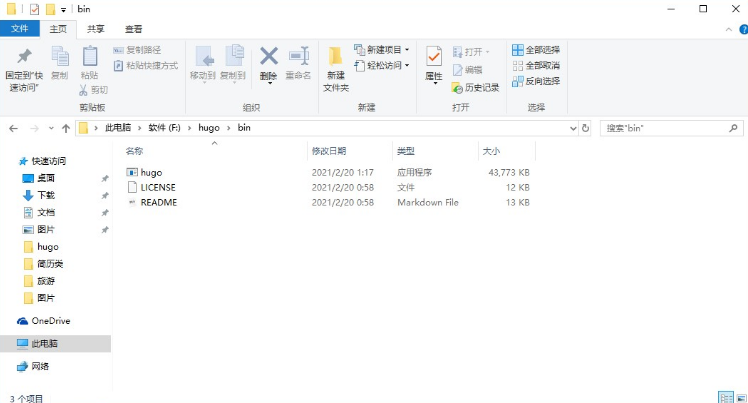 bin
文件 主页 共享 查看
固定到"快速访问" 复制 粘贴 复制路径 粘贴快捷方式 剪切
移动到 复制到 删除 重命名
新建文件夹 新建项目 轻松访问
属性 打开 编辑 历史记录
全部选择 全部取消 反向选择
剪贴板 组织 新建 打开 选择
此电脑 软件 (F:) hugo bin 搜索"bin"
名称 修改日期 类型 大小
hugo 2021/2/20 1:17 应用程序 43,773 KB
LICENSE 2021/2/20 0:58 文件 12 KB
README 2021/2/20 0:58 Markdown File 13 KB
快速访问
桌面
下载
文档
图片
hugo
简历类
旅游
图片
OneDrive
此电脑
网络
3 个项目